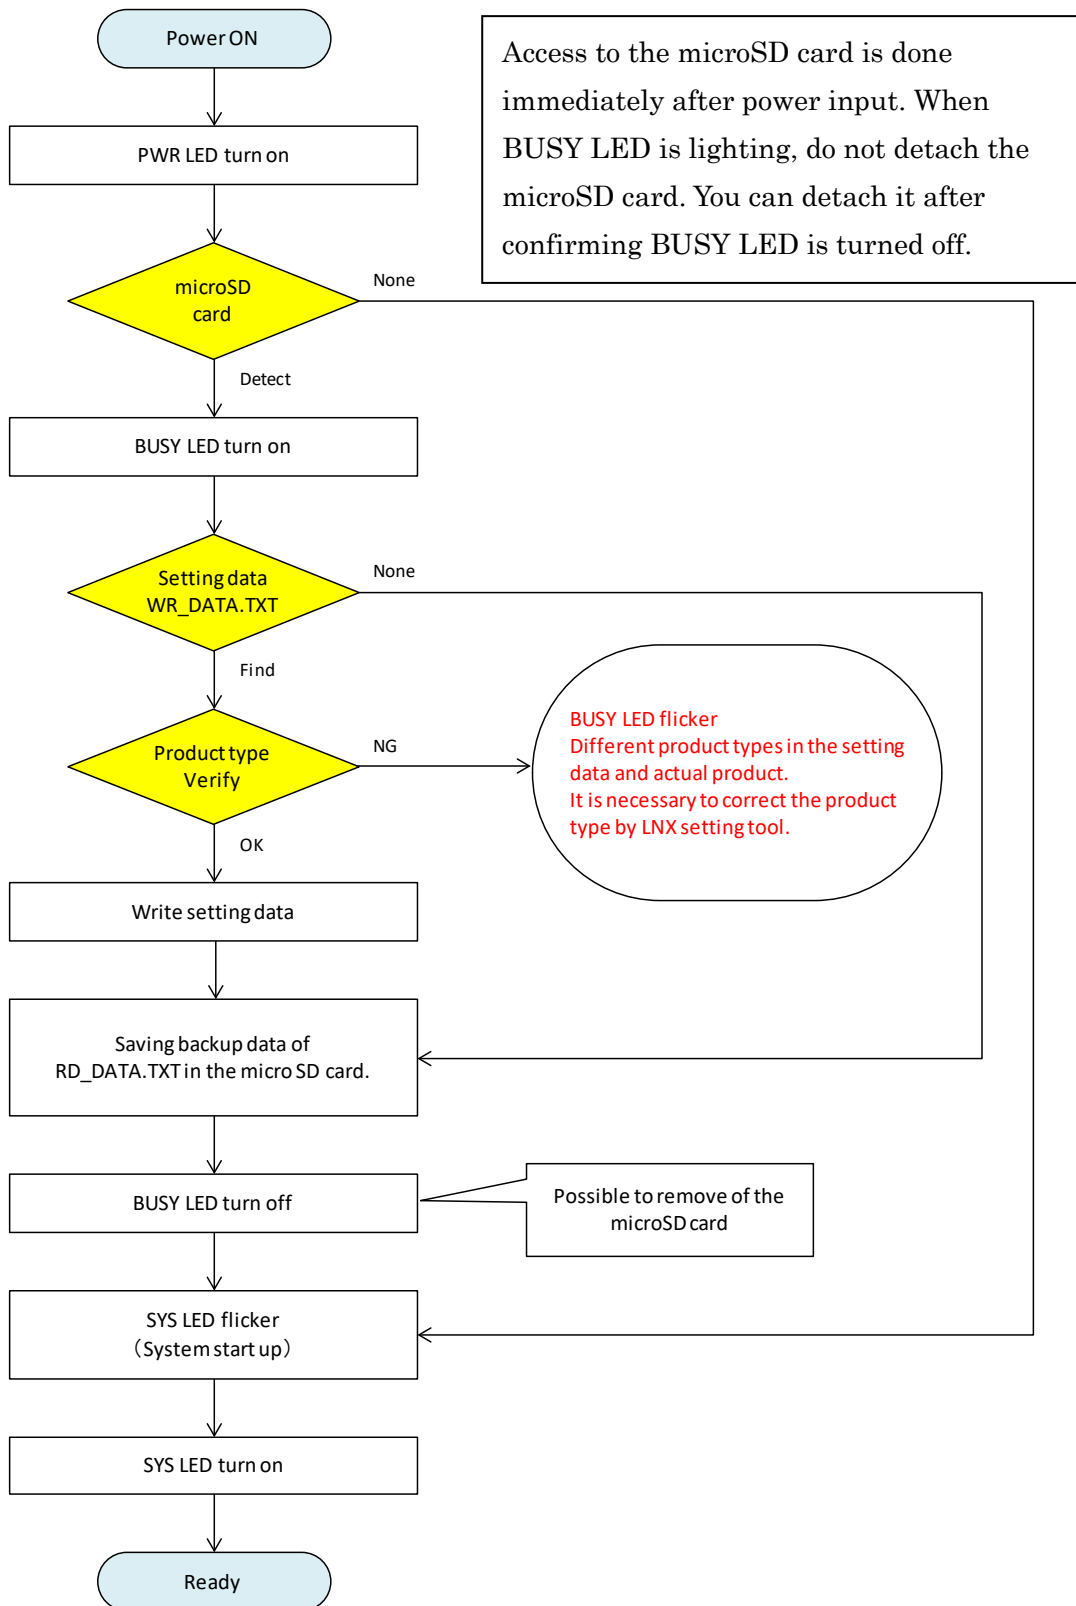 Power ON
Access to the microSD card is done
immediately after power input. When
BUSY LED is lighting, do not detach the
microSD card. You can detach it after
confirming BUSY LED is turned off.
PWR LED turn on
microSD
card
None
Detect
BUSY LED turn on
Setting data
WR_DATA.TXT
None
Find
Product type
Verify
NG
BUSY LED flicker
Different product types in the setting
data and actual product.
It is necessary to correct the product
type by LNX setting tool.
OK
Write setting data
Saving backup data of
RD_DATA.TXT in the micro SD card.
BUSY LED turn off
Possible to remove of the
microSD card
SYS LED flicker
（System start up）
SYS LED turn on
Ready